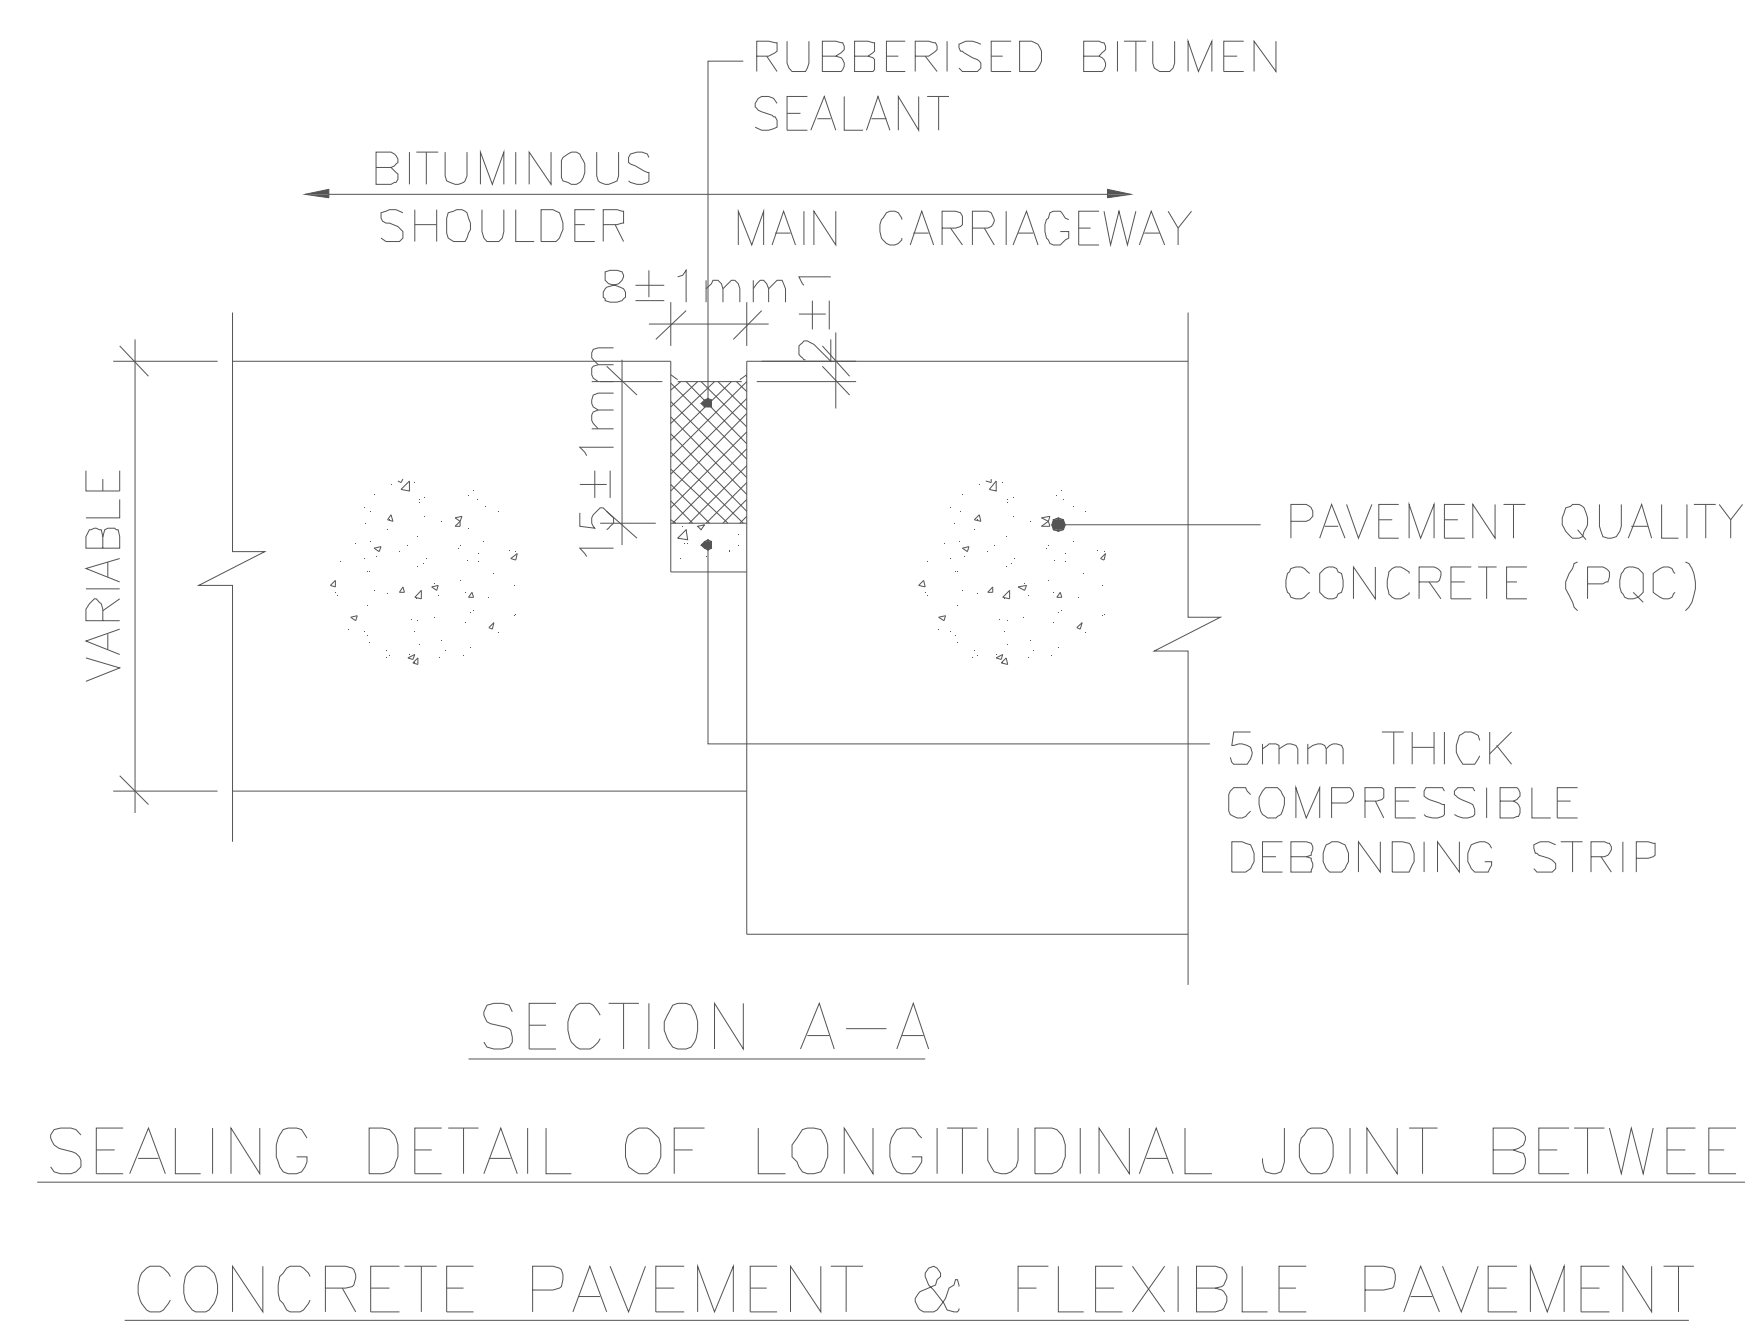 RUBBERISED BITUMEN
SEALANT
BITUMINOUS
SHOULDER
MAIN CARRIAGEWAY
8±1mm
2±1
15±1mm
VARIABLE
PAVEMENT QUALITY
CONCRETE (PQC)
5mm THICK
COMPRESSIBLE
DEBONDING STRIP
SECTION A-A
SEALING DETAIL OF LONGITUDINAL JOINT BETWEE
CONCRETE PAVEMENT & FLEXIBLE PAVEMENT